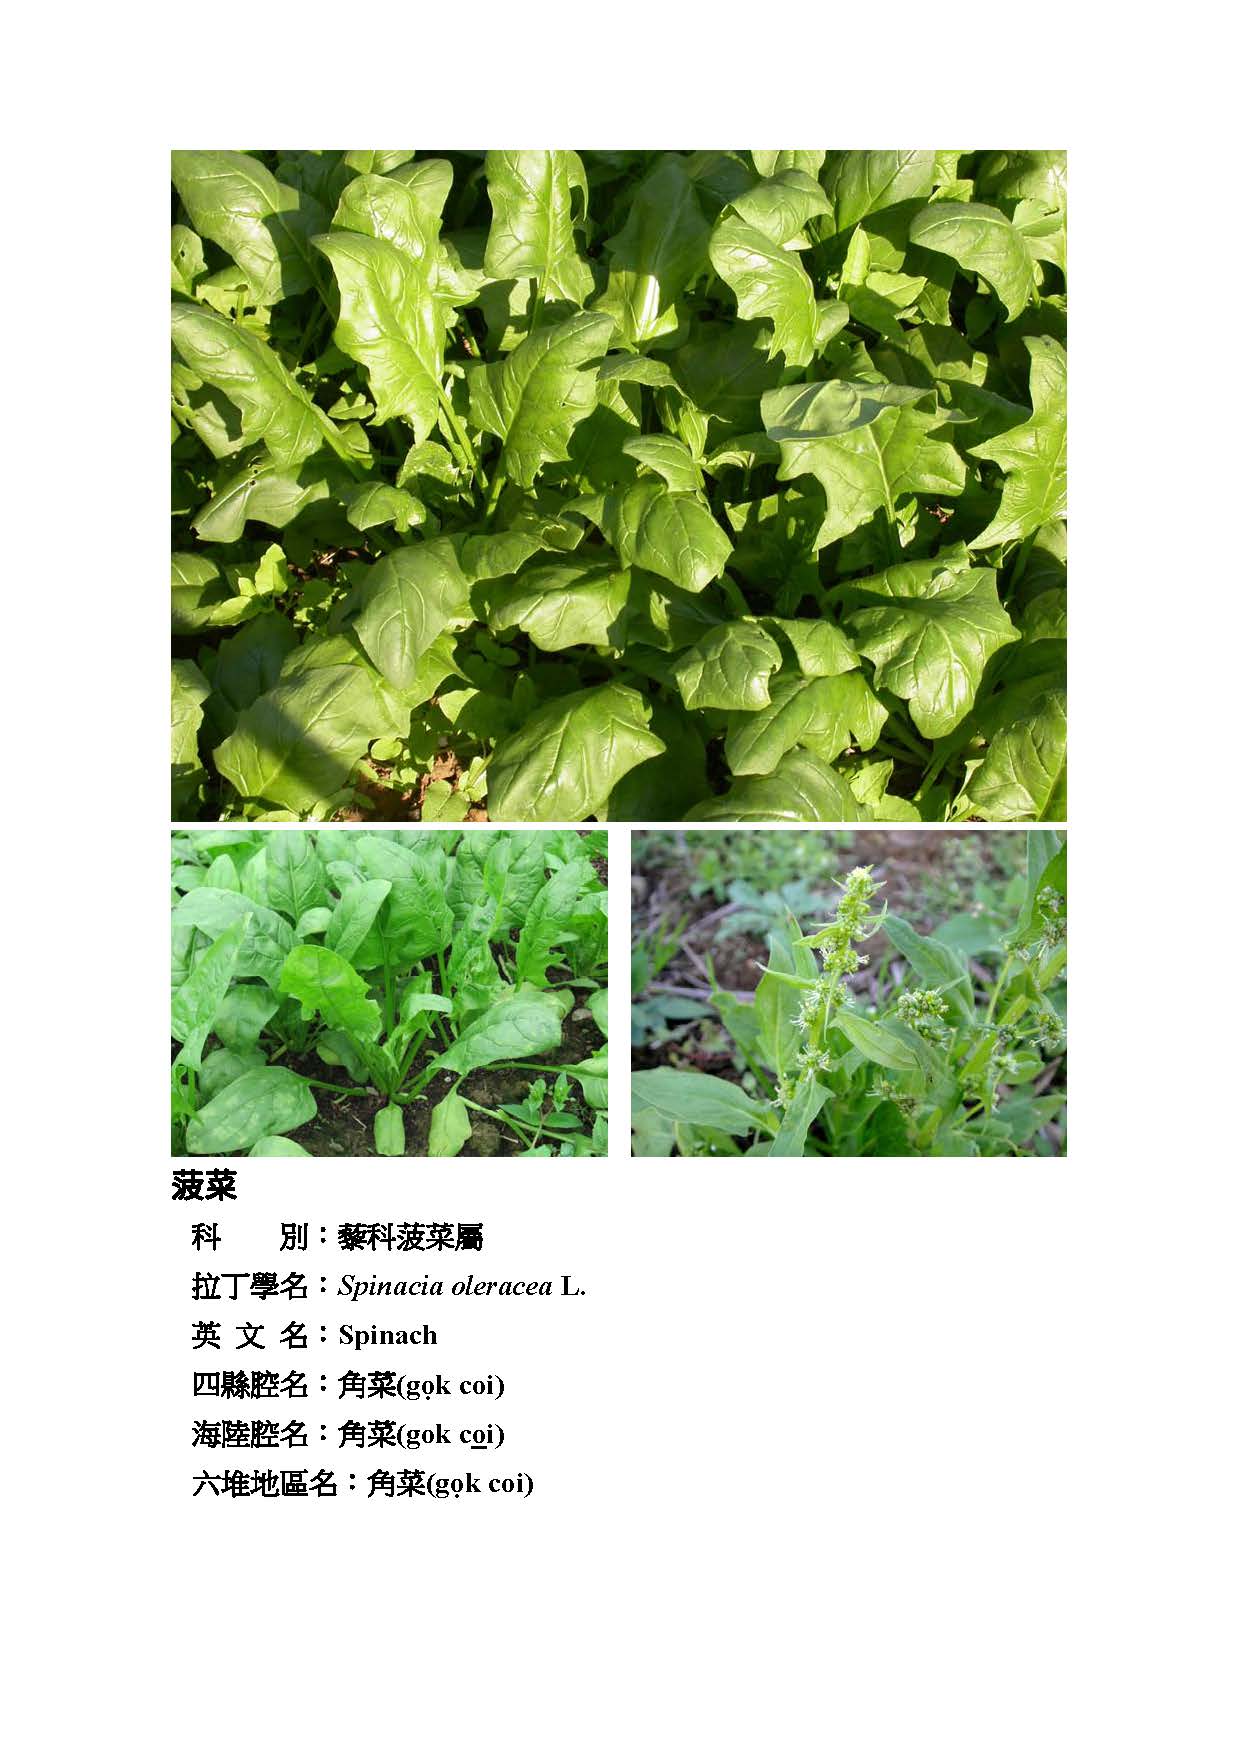 菠菜
科　　別：藜科菠菜屬
拉丁學名：Spinacia oleracea L.
英 文 名：Spinach
四縣腔名：角菜(gọk coi)
海陸腔名：角菜(gok co̲i)
六堆地區名：角菜(gọk coi)